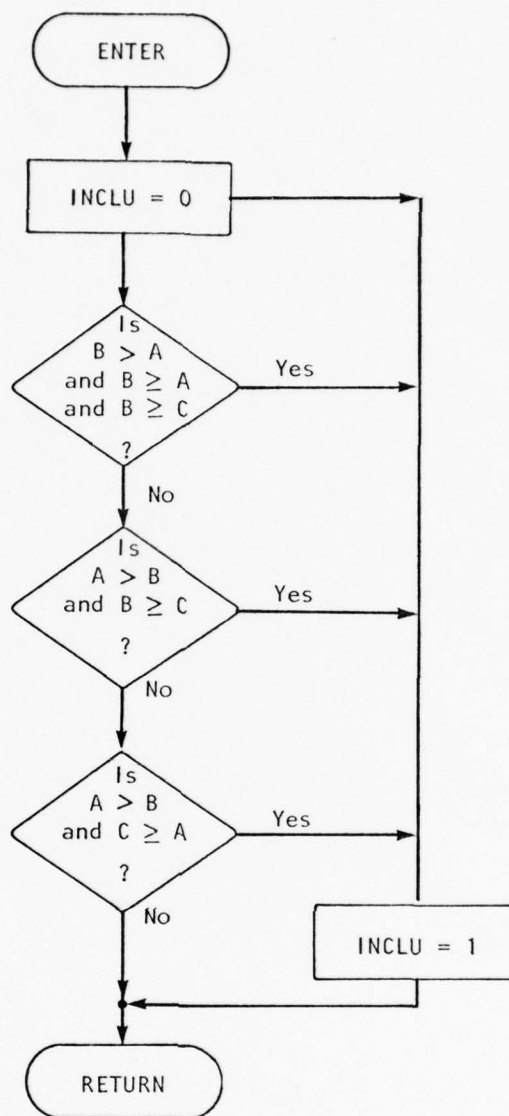 ENTER
INCLU = 0
Is
B > A
and B ≥ A
and B ≥ C
?
Yes
No
Is
A > B
and B ≥ C
?
Yes
No
Is
A > B
and C ≥ A
?
Yes
No
INCLU = 1
RETURN